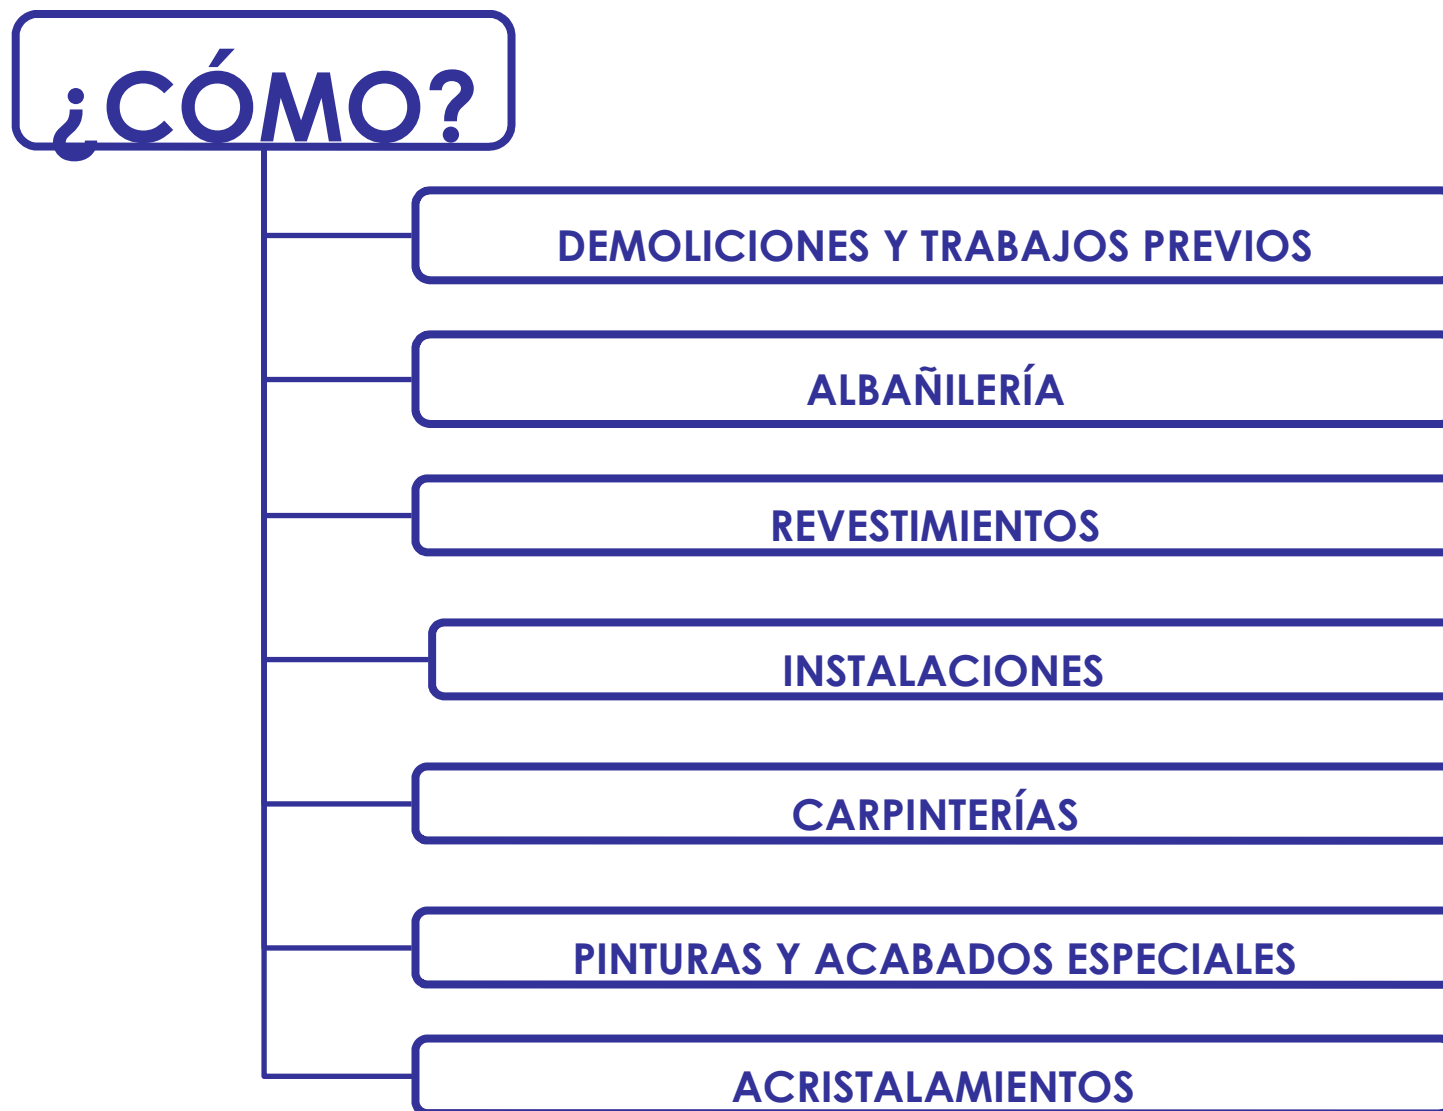 ¿CÓMO?
DEMOLICIONES Y TRABAJOS PREVIOS
ALBAÑILERÍA
REVESTIMIENTOS
INSTALACIONES
CARPINTERÍAS
PINTURAS Y ACABADOS ESPECIALES
ACRISTALAMIENTOS